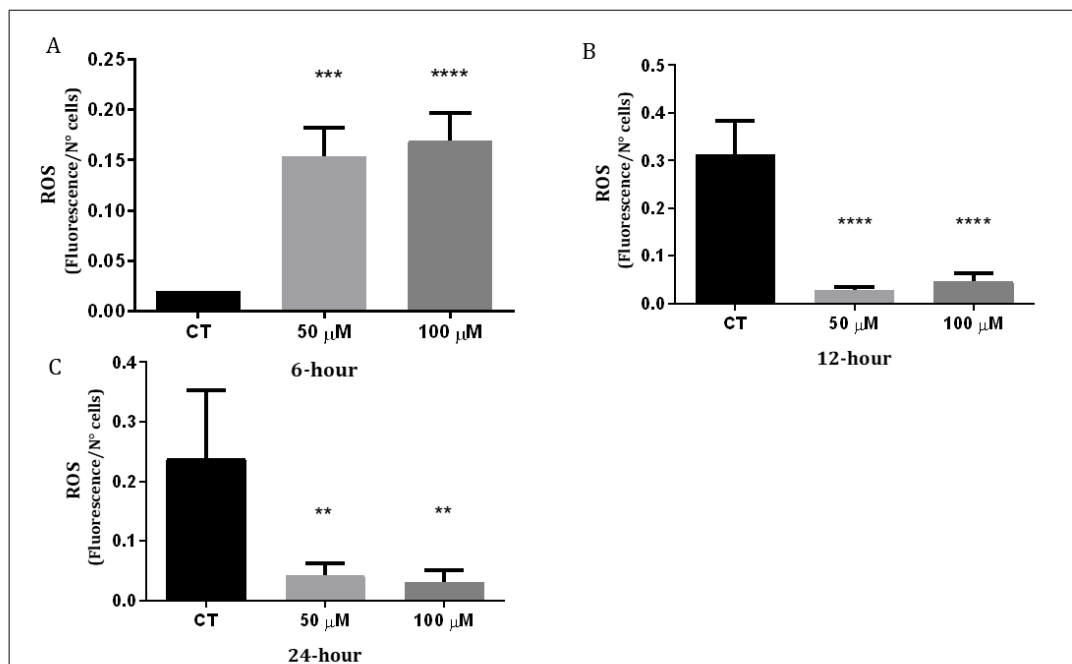 A
ROS
(Fluorescence/N° cells)
0.25
0.20
0.15
0.10
0.05
0.00
***
****
CT
50 μM
100 μM
6-hour
B
ROS
(Fluorescence/N° cells)
0.5
0.4
0.3
0.2
0.1
0.0
****
****
CT
50 μM
100 μM
12-hour
C
ROS
(Fluorescence/N° cells)
0.4
0.3
0.2
0.1
0.0
**
**
CT
50 μM
100 μM
24-hour